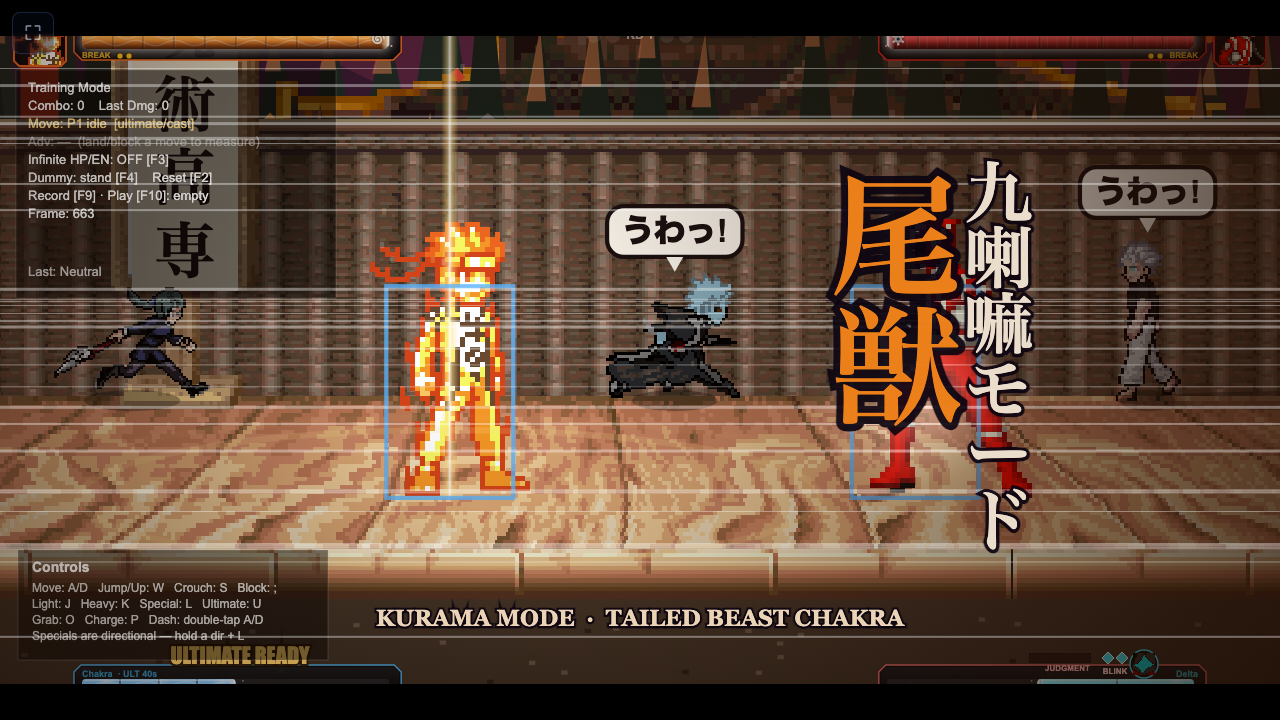 BREAK
BREAK
Training Mode
Combo: 0 Last Dmg: 0
Move: P1 idle [ultimate/cast]
Adv: — (land/block a move to measure)
Infinite HP/EN: OFF [F3]
Dummy: stand [F4] Reset [F2]
Record [F9] · Play [F10]: empty
Frame: 663
Last: Neutral
術
高
専
うわっ!
うわっ!
九喇嘛モード
尾獣
Controls
Move: A/D Jump/Up: W Crouch: S Block: ;
Light: J Heavy: K Special: L Ultimate: U
Grab: O Charge: P Dash: double-tap A/D
Specials are directional — hold a dir + L
KURAMA MODE · TAILED BEAST CHAKRA
ULTIMATE READY
Chakra · ULT 40s
JUDGMENT
BLINK
Delta